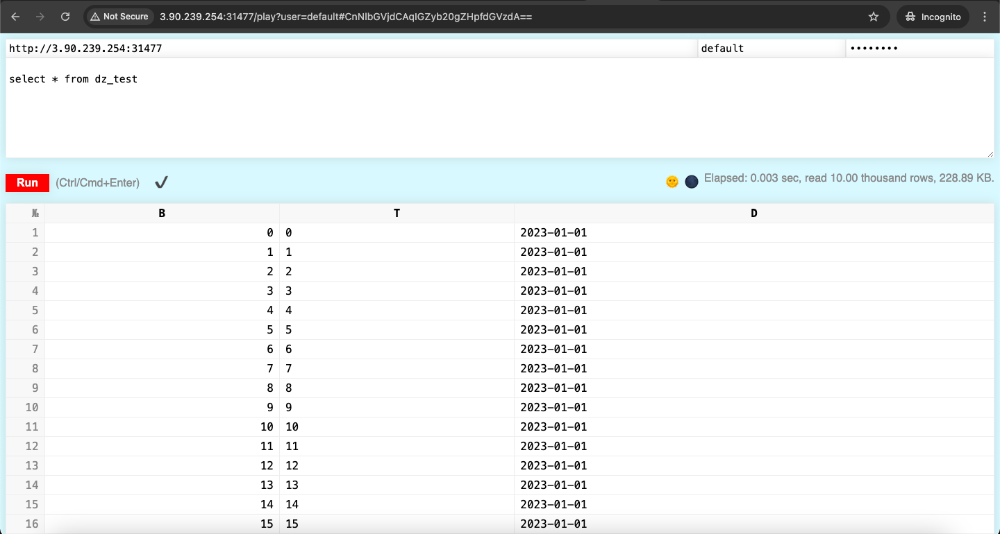 Not Secure 3.90.239.254:31477/play?user=default#CnNlbGVjdCAqIGZyb20gZHpfdGVzdA== Incognito
http://3.90.239.254:31477 default ••••••••
select * from dz_test
Run (Ctrl/Cmd+Enter) ✔ Elapsed: 0.003 sec, read 10.00 thousand rows, 228.89 KB.
№ B T D
1 0 0 2023-01-01
2 1 1 2023-01-01
3 2 2 2023-01-01
4 3 3 2023-01-01
5 4 4 2023-01-01
6 5 5 2023-01-01
7 6 6 2023-01-01
8 7 7 2023-01-01
9 8 8 2023-01-01
10 9 9 2023-01-01
11 10 10 2023-01-01
12 11 11 2023-01-01
13 12 12 2023-01-01
14 13 13 2023-01-01
15 14 14 2023-01-01
16 15 15 2023-01-01